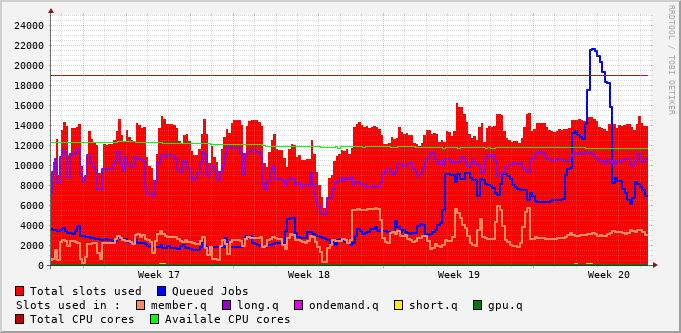 RRDTOOL / TOBI OETIKER
24000
22000
20000
18000
16000
14000
12000
10000
8000
6000
4000
2000
0
Week 17 Week 18 Week 19 Week 20
Total slots used Queued Jobs
Slots used in : member.q long.q ondemand.q short.q gpu.q
Total CPU cores Availale CPU cores